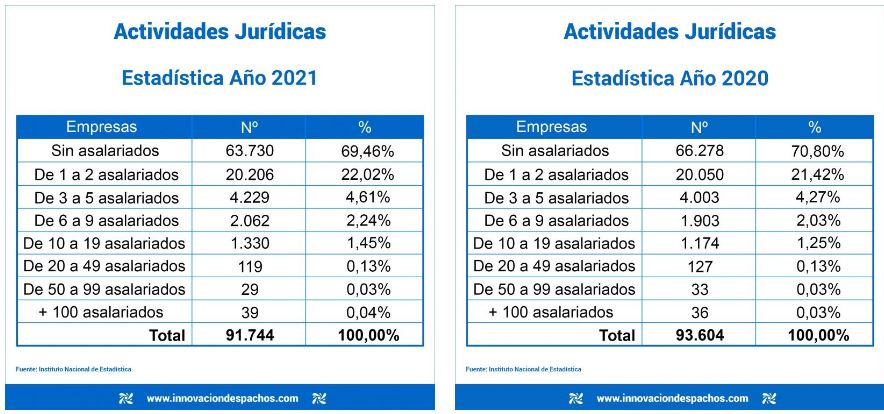 Actividades Jurídicas
Estadística Año 2021
Empresas Nº %
Sin asalariados 63.730 69,46%
De 1 a 2 asalariados 20.206 22,02%
De 3 a 5 asalariados 4.229 4,61%
De 6 a 9 asalariados 2.062 2,24%
De 10 a 19 asalariados 1.330 1,45%
De 20 a 49 asalariados 119 0,13%
De 50 a 99 asalariados 29 0,03%
+ 100 asalariados 39 0,04%
Total 91.744 100,00%
Fuente: Instituto Nacional de Estadística
www.innovaciondespachos.com
Actividades Jurídicas
Estadística Año 2020
Empresas Nº %
Sin asalariados 66.278 70,80%
De 1 a 2 asalariados 20.050 21,42%
De 3 a 5 asalariados 4.003 4,27%
De 6 a 9 asalariados 1.903 2,03%
De 10 a 19 asalariados 1.174 1,25%
De 20 a 49 asalariados 127 0,13%
De 50 a 99 asalariados 33 0,03%
+ 100 asalariados 36 0,03%
Total 93.604 100,00%
Fuente: Instituto Nacional de Estadística
www.innovaciondespachos.com